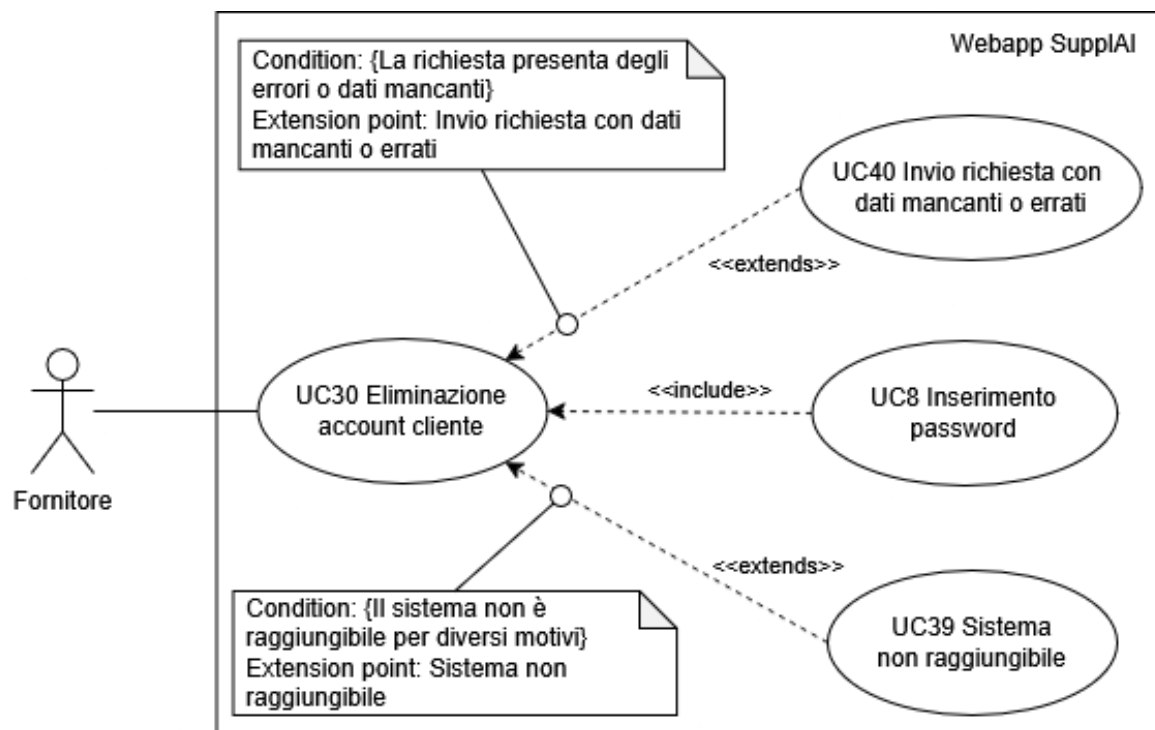 Webapp SupplAI
Condition: {La richiesta presenta degli
errori o dati mancanti}
Extension point: Invio richiesta con dati
mancanti o errati
UC40 Invio richiesta con
dati mancanti o errati
<<extends>>
UC30 Eliminazione
account cliente
<<include>>
UC8 Inserimento
password
Fornitore
<<extends>>
Condition: {Il sistema non è
raggiungibile per diversi motivi}
Extension point: Sistema non
raggiungibile
UC39 Sistema
non raggiungibile